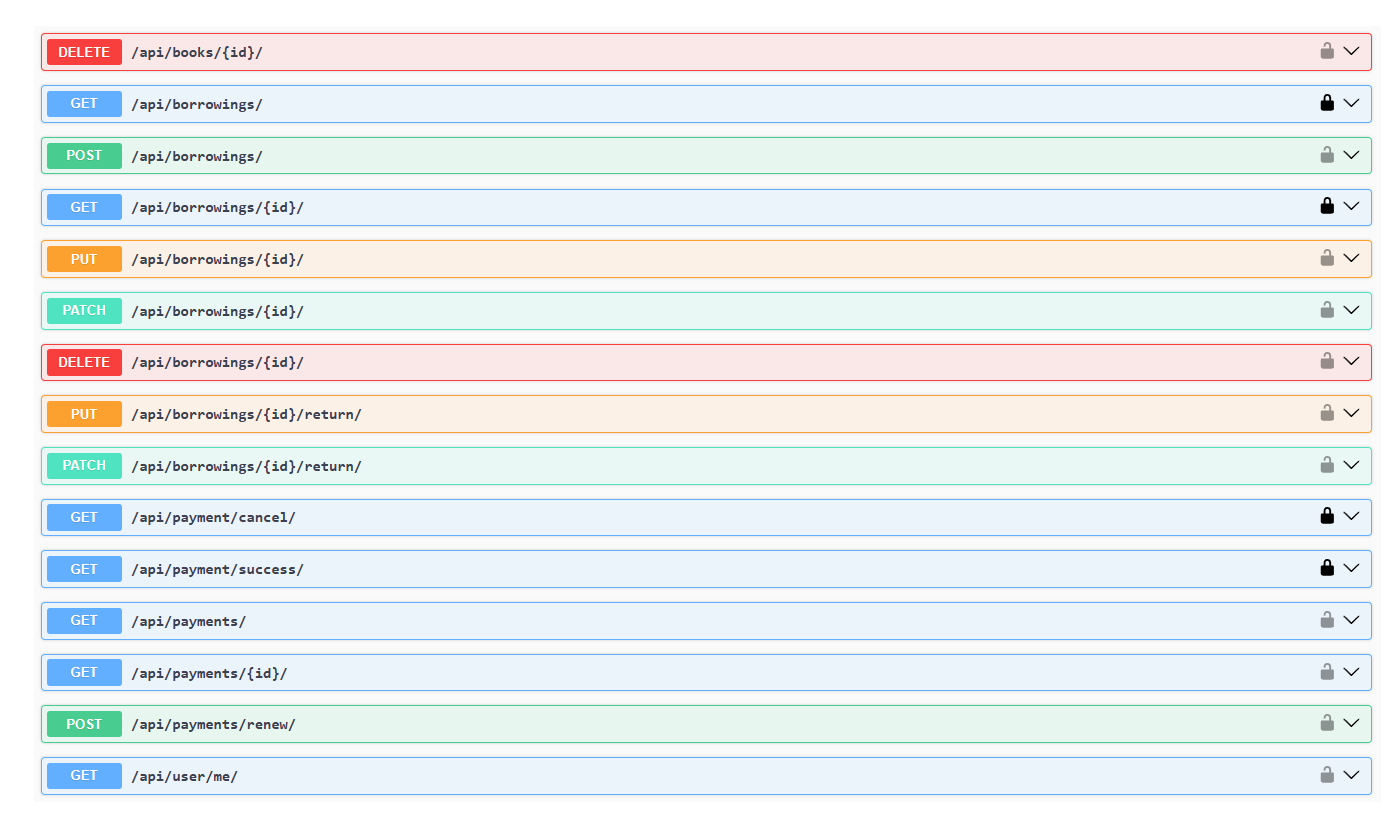 DELETE /api/books/{id}/
GET /api/borrowings/
POST /api/borrowings/
GET /api/borrowings/{id}/
PUT /api/borrowings/{id}/
PATCH /api/borrowings/{id}/
DELETE /api/borrowings/{id}/
PUT /api/borrowings/{id}/return/
PATCH /api/borrowings/{id}/return/
GET /api/payment/cancel/
GET /api/payment/success/
GET /api/payments/
GET /api/payments/{id}/
POST /api/payments/renew/
GET /api/user/me/